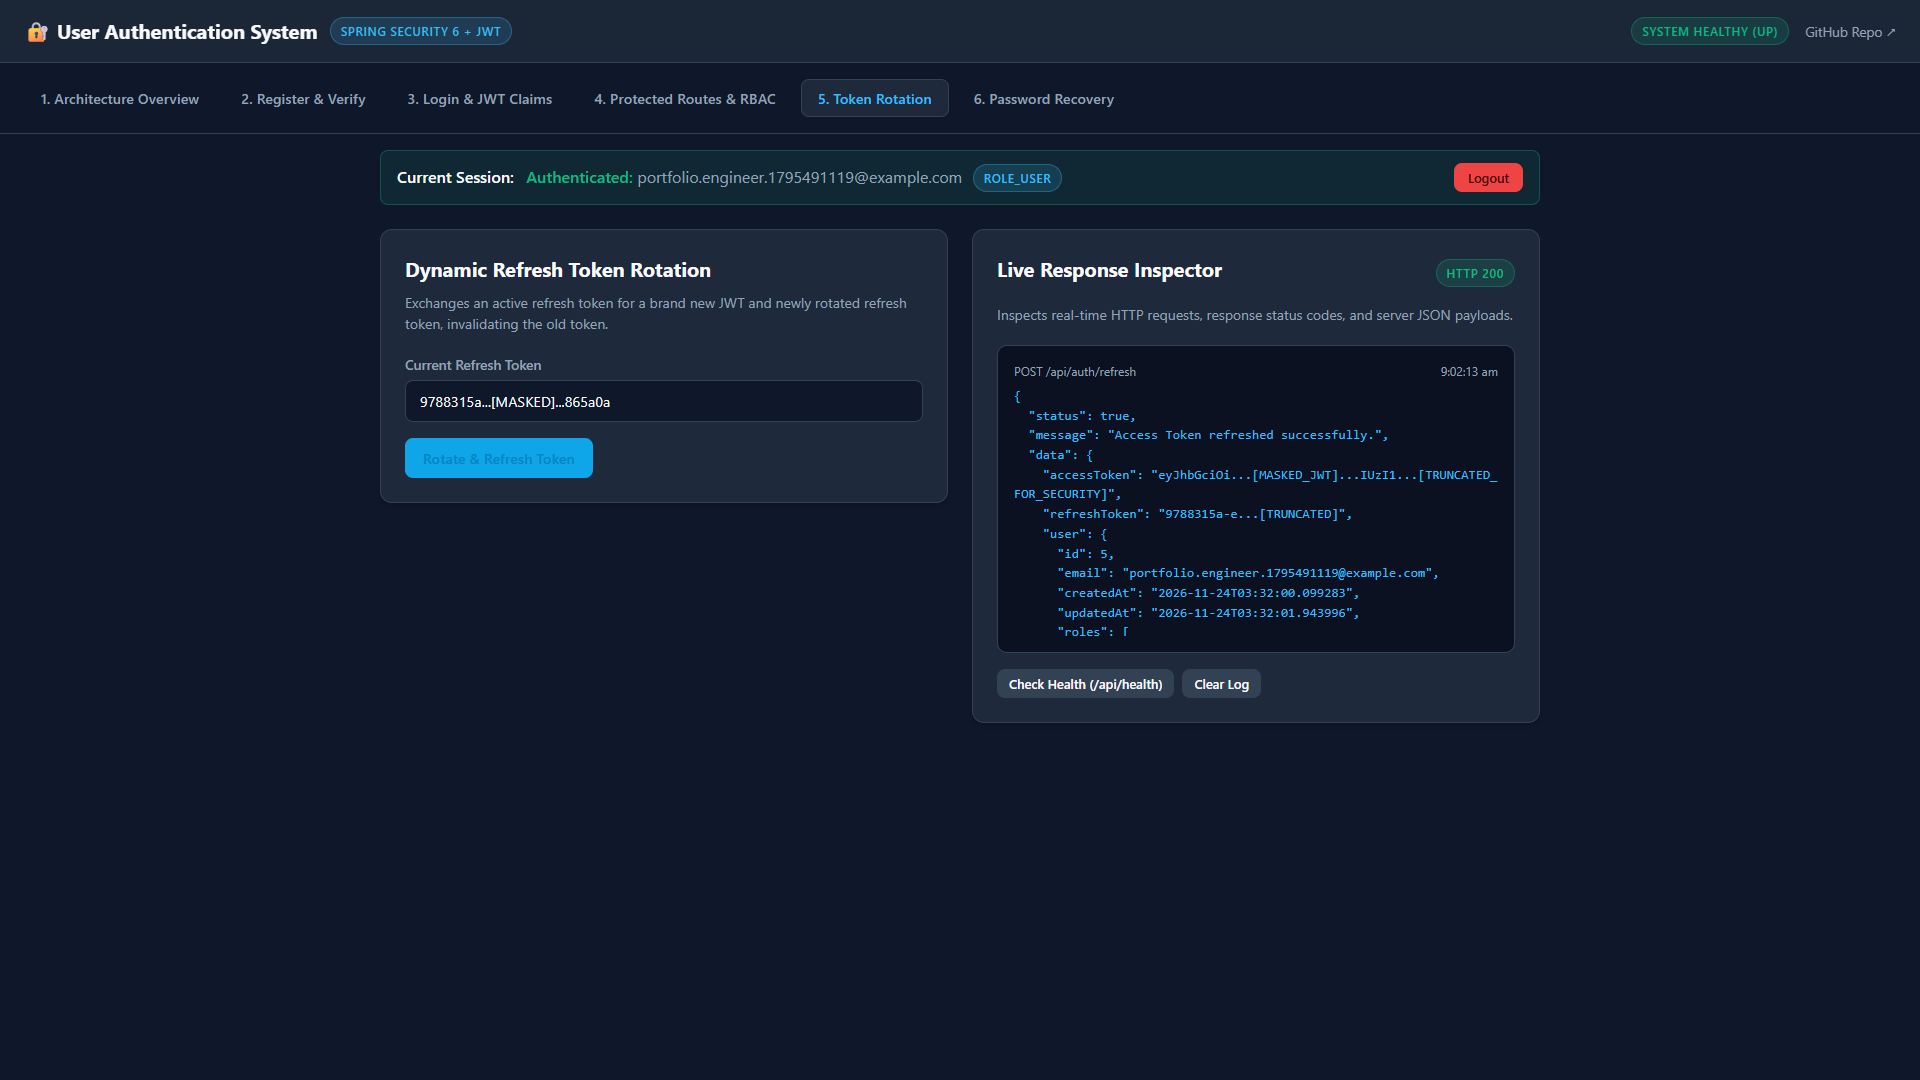 🔐 User Authentication System
SPRING SECURITY 6 + JWT
SYSTEM HEALTHY (UP)
GitHub Repo ↗
1. Architecture Overview
2. Register & Verify
3. Login & JWT Claims
4. Protected Routes & RBAC
5. Token Rotation
6. Password Recovery
Current Session: Authenticated: portfolio.engineer.1795491119@example.com ROLE_USER
Logout
Dynamic Refresh Token Rotation
Exchanges an active refresh token for a brand new JWT and newly rotated refresh
token, invalidating the old token.
Current Refresh Token
9788315a...[MASKED]...865a0a
Rotate & Refresh Token
Live Response Inspector
HTTP 200
Inspects real-time HTTP requests, response status codes, and server JSON payloads.
POST /api/auth/refresh
9:02:13 am
{
"status": true,
"message": "Access Token refreshed successfully.",
"data": {
"accessToken": "eyJhbGciOi...[MASKED_JWT]...IUzI1...[TRUNCATED_
FOR_SECURITY]",
"refreshToken": "9788315a-e...[TRUNCATED]",
"user": {
"id": 5,
"email": "portfolio.engineer.1795491119@example.com",
"createdAt": "2026-11-24T03:32:00.099283",
"updatedAt": "2026-11-24T03:32:01.943996",
"roles": [
Check Health (/api/health)
Clear Log